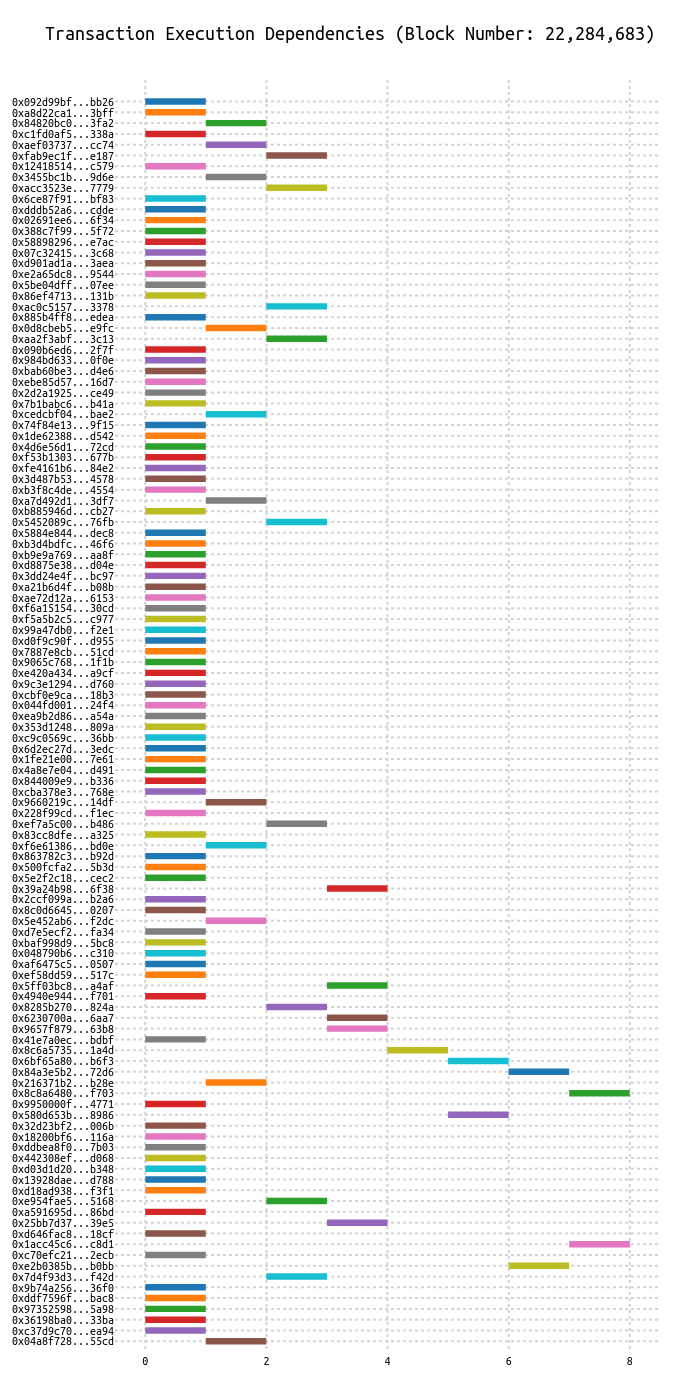 Transaction Execution Dependencies (Block Number: 22,284,683)
0x092d99bf...bb26
0xa8d22ca1...3bff
0x84820bc0...3fa2
0xc1fd0af5...338a
0xaef03737...cc74
0xfab9ec1f...e187
0x12418514...c579
0x3455bc1b...9d6e
0xacc3523e...7779
0x6ce87f91...bf83
0xdddb52a6...cdde
0x02691ee6...6f34
0x388c7f99...5f72
0x58898296...e7ac
0x07c32415...3c68
0xd901ad1a...3aea
0xe2a65dc8...9544
0x5be04dff...07ee
0x86ef4713...131b
0xac0c5157...3378
0x885b4ff8...edea
0x0d8cbeb5...e9fc
0xaa2f3abf...3c13
0x090b6ed6...2f7f
0x984bd633...0f0e
0xbab60be3...d4e6
0xebe85d57...16d7
0x2d2a1925...ce49
0x7b1babc6...b41a
0xcedcbf04...bae2
0x74f84e13...9f15
0x1de62388...d542
0x4d6e56d1...72cd
0xf53b1303...677b
0xfe4161b6...84e2
0x3d487b53...4578
0xb3f8c4de...4554
0xa7d492d1...3df7
0xb885946d...cb27
0x5452089c...76fb
0x5884e844...dec8
0xb3d4bdfc...46f6
0xb9e9a769...aa8f
0xd8875e38...d04e
0x3dd24e4f...bc97
0xa21b6d4f...b08b
0xae72d12a...6153
0xf6a15154...30cd
0xf5a5b2c5...c977
0x99a47db0...f2e1
0xd0f9c90f...d955
0x7887e8cb...51cd
0x9065c768...1f1b
0xe420a434...a9cf
0x9c3e1294...d760
0xcbf0e9ca...18b3
0x044fd001...24f4
0xea9b2d86...a54a
0x353d1248...809a
0xc9c0569c...36bb
0x6d2ec27d...3edc
0x1fe21e00...7e61
0x4a8e7e04...d491
0x844009e9...b336
0xcba378e3...768e
0x9660219c...14df
0x228f99cd...f1ec
0xef7a5c00...b486
0x83cc8dfe...a325
0xf6e61386...bd0e
0x863782c3...b92d
0x500fcfa2...5b3d
0x5e2f2c18...cec2
0x39a24b98...6f38
0x2ccf099a...b2a6
0x8c0d6645...0207
0x5e452ab6...f2dc
0xd7e5ecf2...fa34
0xbaf998d9...5bc8
0x048790b6...c310
0xaf6475c5...0507
0xef58dd59...517c
0x5ff03bc8...a4af
0x4940e944...f701
0x8285b270...824a
0x6230700a...6aa7
0x9657f879...63b8
0x41e7a0ec...bdbf
0x8c6a5735...1a4d
0x6bf65a80...b6f3
0x84a3e5b2...72d6
0x216371b2...b28e
0x8c8a6480...f703
0x9950000f...4771
0x580d653b...8986
0x32d23bf2...006b
0x18200bf6...116a
0xddbea8f0...7b03
0x442308ef...d068
0xd03d1d20...b348
0x13928dae...d788
0xd18ad938...f3f1
0xe954fae5...5168
0xa591695d...86bd
0x25bb7d37...39e5
0xd646fac8...18cf
0x1acc45c6...c8d1
0xc70efc21...2ecb
0xe2b0385b...b0bb
0x7d4f93d3...f42d
0x9b74a256...36f0
0xddf7596f...bac8
0x97352598...5a98
0x36198ba0...33ba
0xc37d9c70...ea94
0x04a8f728...55cd
0 2 4 6 8